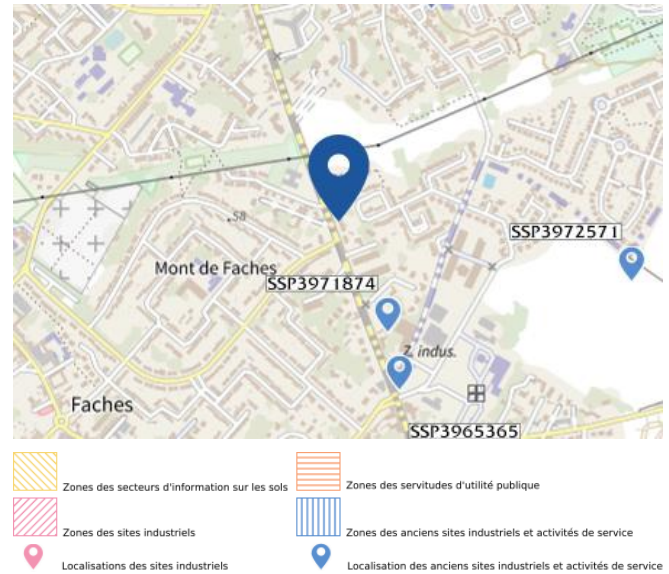 58
SSP3972571
Mont de Faches
SSP3971874
Z. indus.
Faches
SSP3965365
Zones des secteurs d'information sur les sols
Zones des servitudes d'utilité publique
Zones des sites industriels
Zones des anciens sites industriels et activités de service
Localisations des sites industriels
Localisation des anciens sites industriels et activités de service